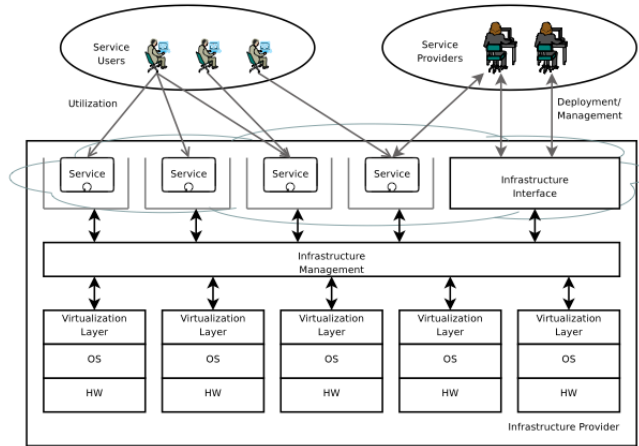 Service
Users
Service
Providers
Utilization
Deployment/
Management
Service
Service
Service
Service
Infrastructure
Interface
Infrastructure
Management
Virtualization
Layer
Virtualization
Layer
Virtualization
Layer
Virtualization
Layer
Virtualization
Layer
OS
OS
OS
OS
OS
HW
HW
HW
HW
HW
Infrastructure Provider